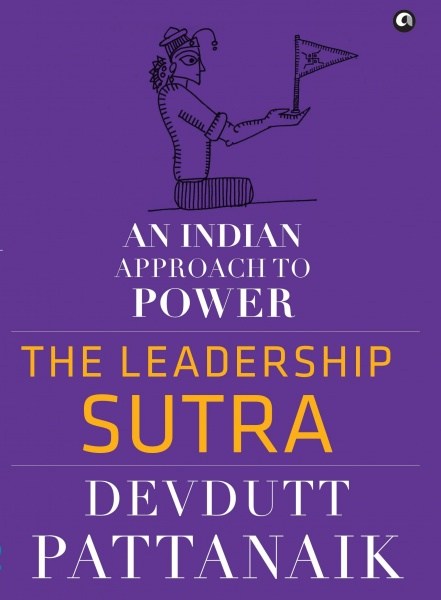 AN INDIAN
APPROACH TO
POWER
THE LEADERSHIP
SUTRA
DEVDUTT
PATTANAIK